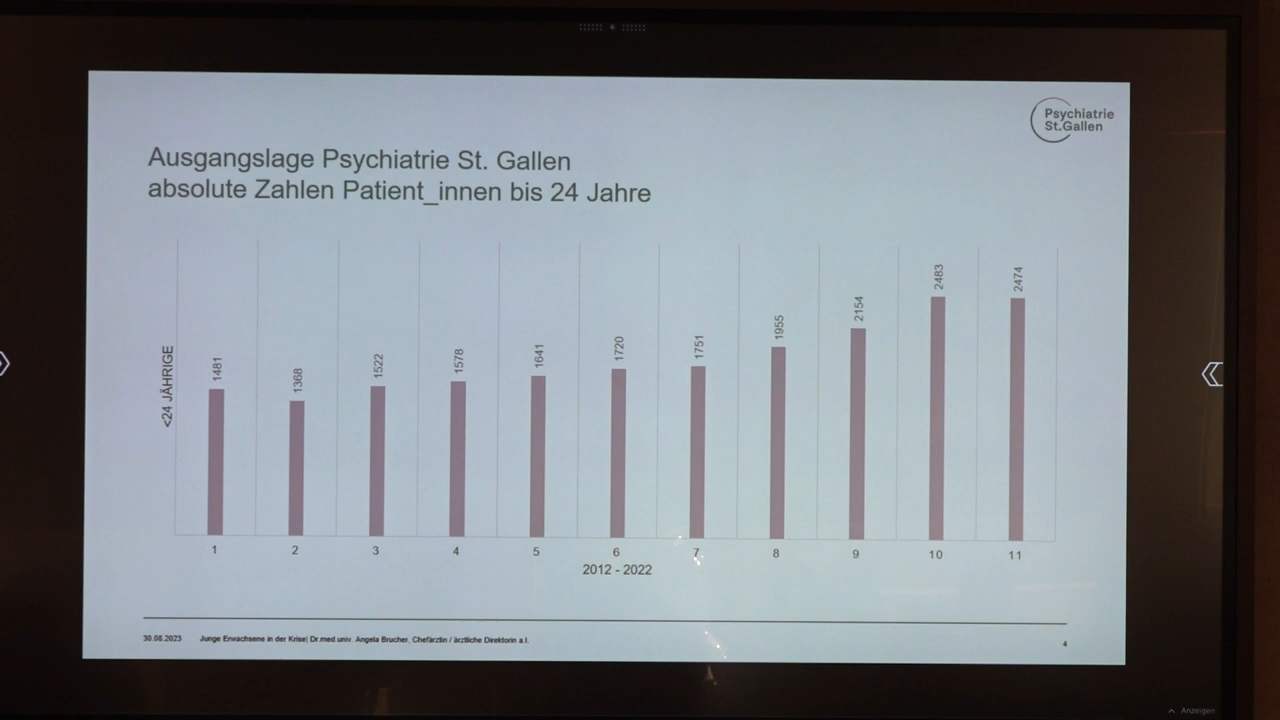 Psychiatrie
St.Gallen
Ausgangslage Psychiatrie St. Gallen
absolute Zahlen Patient_innen bis 24 Jahre
<24 JÄHRIGE
1481
1368
1522
1578
1641
1720
1751
1955
2154
2483
2474
1 2 3 4 5 6 7 8 9 10 11
2012 - 2022
30.08.2023 Junge Erwachsene in der Krise| Dr.med.univ. Angela Brucher, Chefärztin / ärztliche Direktorin a.I. 4
Anzeigen